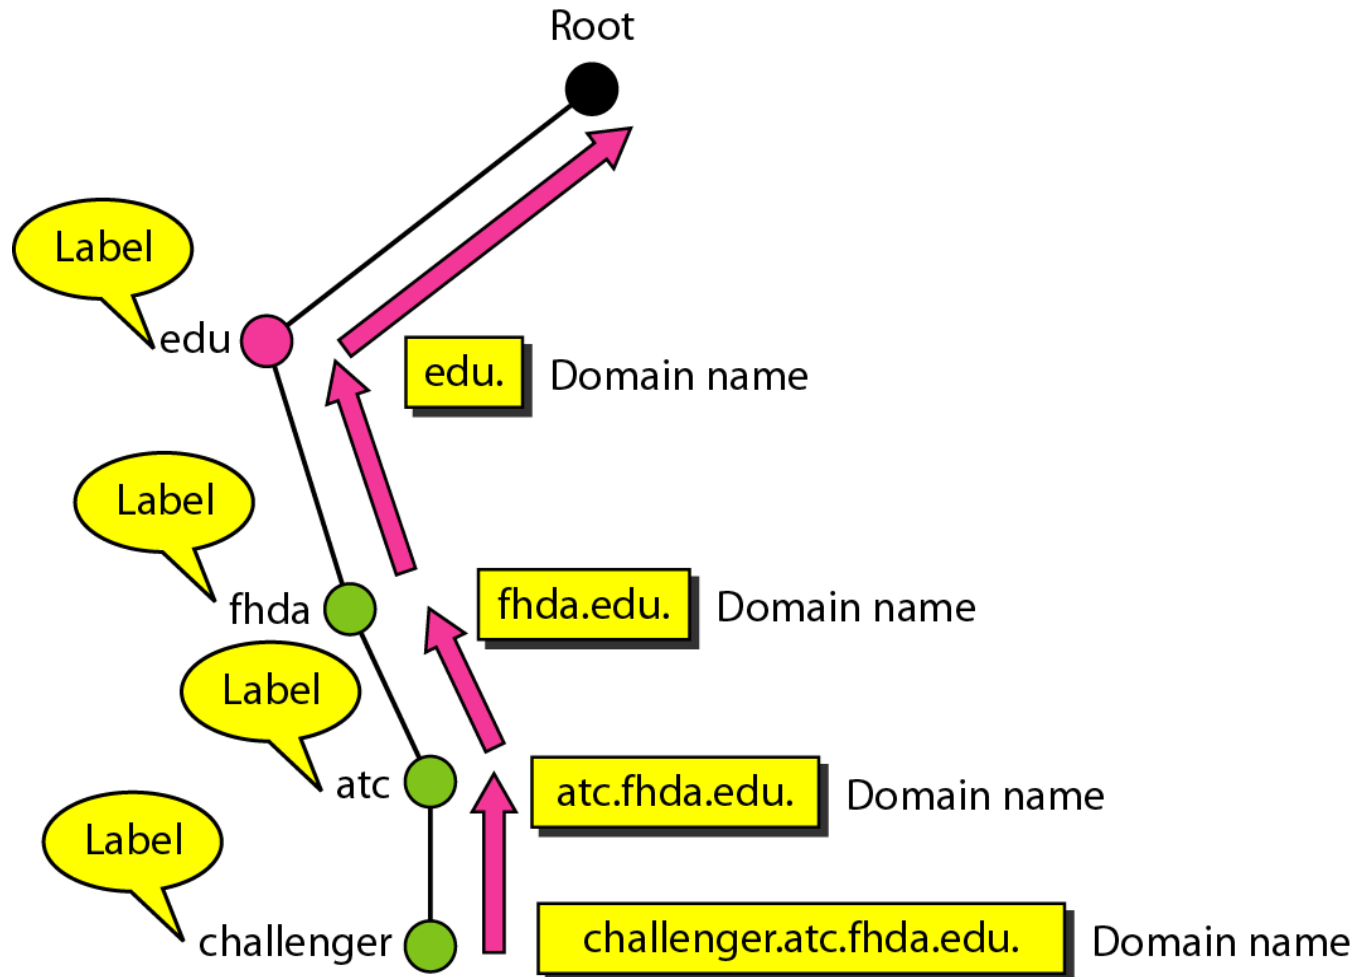 Root
Label
edu
edu.
Domain name
Label
fhda
fhda.edu.
Domain name
Label
atc
atc.fhda.edu.
Domain name
Label
challenger
challenger.atc.fhda.edu.
Domain name